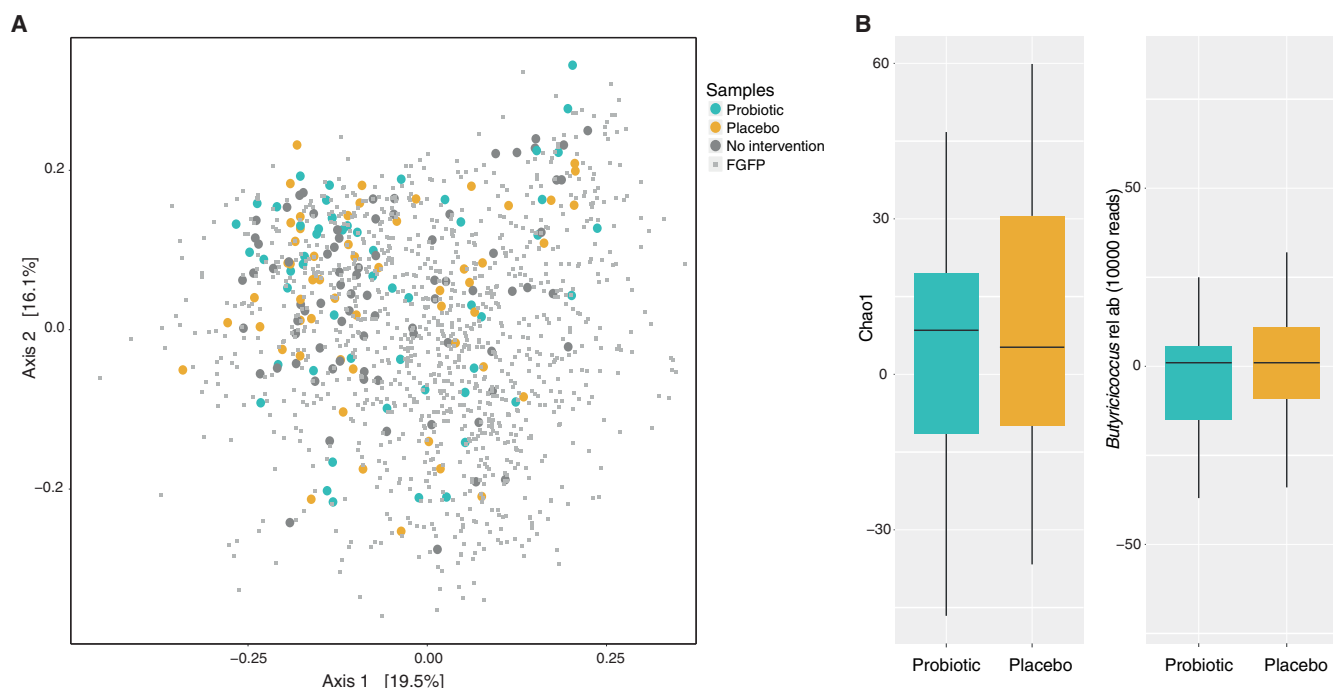 A
Axis 2 [16.1%]
0.2
0.0
−0.2
−0.25
0.00
0.25
Axis 1 [19.5%]
Samples
Probiotic
Placebo
No intervention
FGFP
B
Chao1
60
30
0
−30
Probiotic
Placebo
Butyricicoccus rel ab (10000 reads)
50
0
−50
Probiotic
Placebo